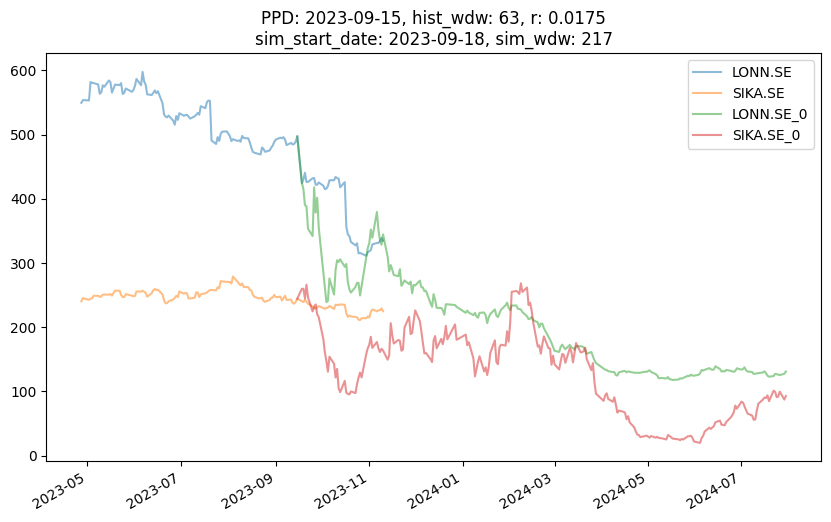 PPD: 2023-09-15, hist_wdw: 63, r: 0.0175
sim_start_date: 2023-09-18, sim_wdw: 217
LONN.SE
SIKA.SE
LONN.SE_0
SIKA.SE_0
600
500
400
300
200
100
0
2023-05
2023-07
2023-09
2023-11
2024-01
2024-03
2024-05
2024-07